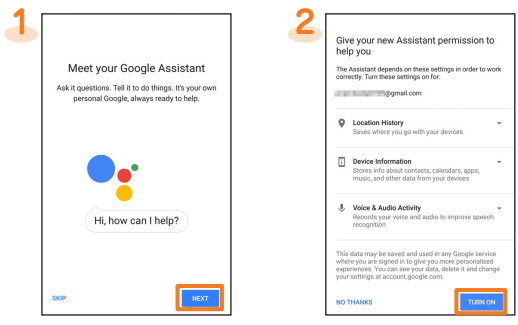 1
Meet your Google Assistant
Ask it questions. Tell it to do things. It's your own
personal Google, always ready to help.
Hi, how can I help?
SKIP
NEXT
2
Give your new Assistant permission to
help you
The Assistant depends on these settings in order to work
correctly. Turn these settings on for:
@gmail.com
Location History
Saves where you go with your devices
Device Information
Stores info about contacts, calendars, apps,
music, and other data from your devices
Voice & Audio Activity
Records your voice and audio to improve speech
recognition
This data may be saved and used in any Google service
where you are signed in to give you more personalized
experiences. You can see your data, delete it and change
your settings at account.google.com.
NO THANKS
TURN ON